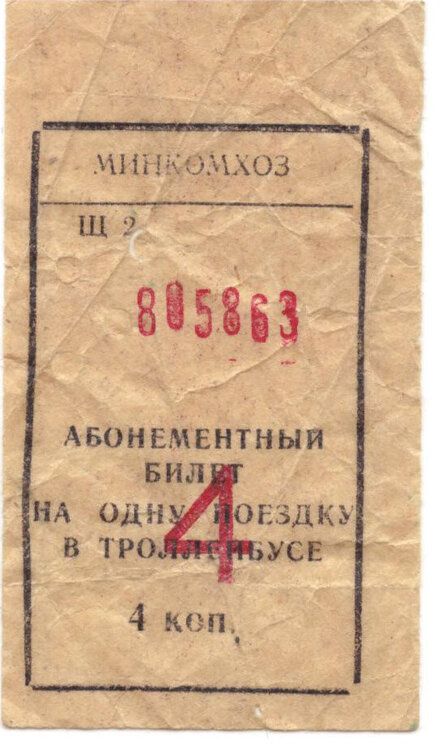 МИНКОМХОЗ
Щ 2
805863
АБОНЕМЕНТНЫЙ
БИЛЕТ
НА ОДНУ ПОЕЗДКУ
В ТРОЛЛЕЙБУСЕ
4
4 коп.